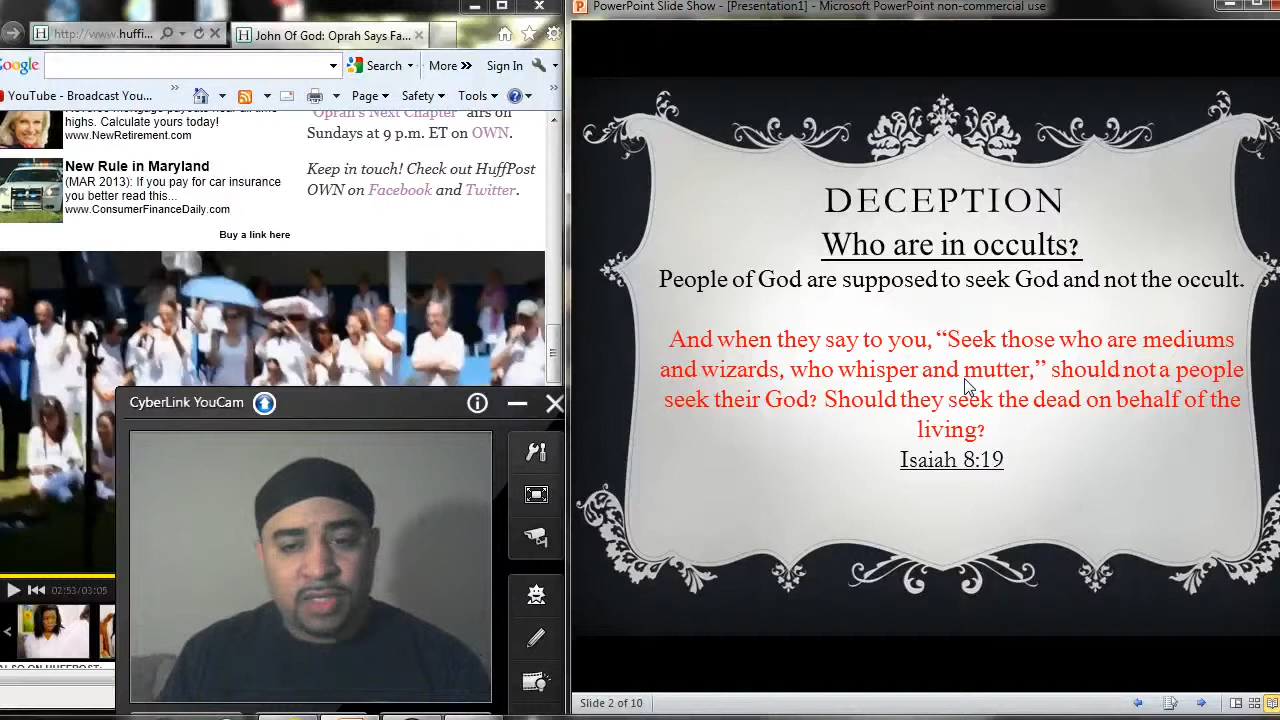 PowerPoint Slide Show - [Presentation1] - Microsoft PowerPoint non-commercial use
http://www.huffi...
John Of God: Oprah Says Fa...
Google
Search
More »
Sign In
YouTube - Broadcast You...
»
Page
Safety
Tools
»
highs. Calculate yours today!
www.NewRetirement.com
New Rule in Maryland
(MAR 2013): If you pay for car insurance
you better read this...
www.ConsumerFinanceDaily.com
Buy a link here
"Oprah's Next Chapter" airs on
Sundays at 9 p.m. ET on OWN.
Keep in touch! Check out HuffPost
OWN on Facebook and Twitter.
CyberLink YouCam
02:53/03:05
ALSO ON HUFFPOST:
DECEPTION
Who are in occults?
People of God are supposed to seek God and not the occult.
And when they say to you, “Seek those who are mediums
and wizards, who whisper and mutter,” should not a people
seek their God? Should they seek the dead on behalf of the
living?
Isaiah 8:19
Slide 2 of 10